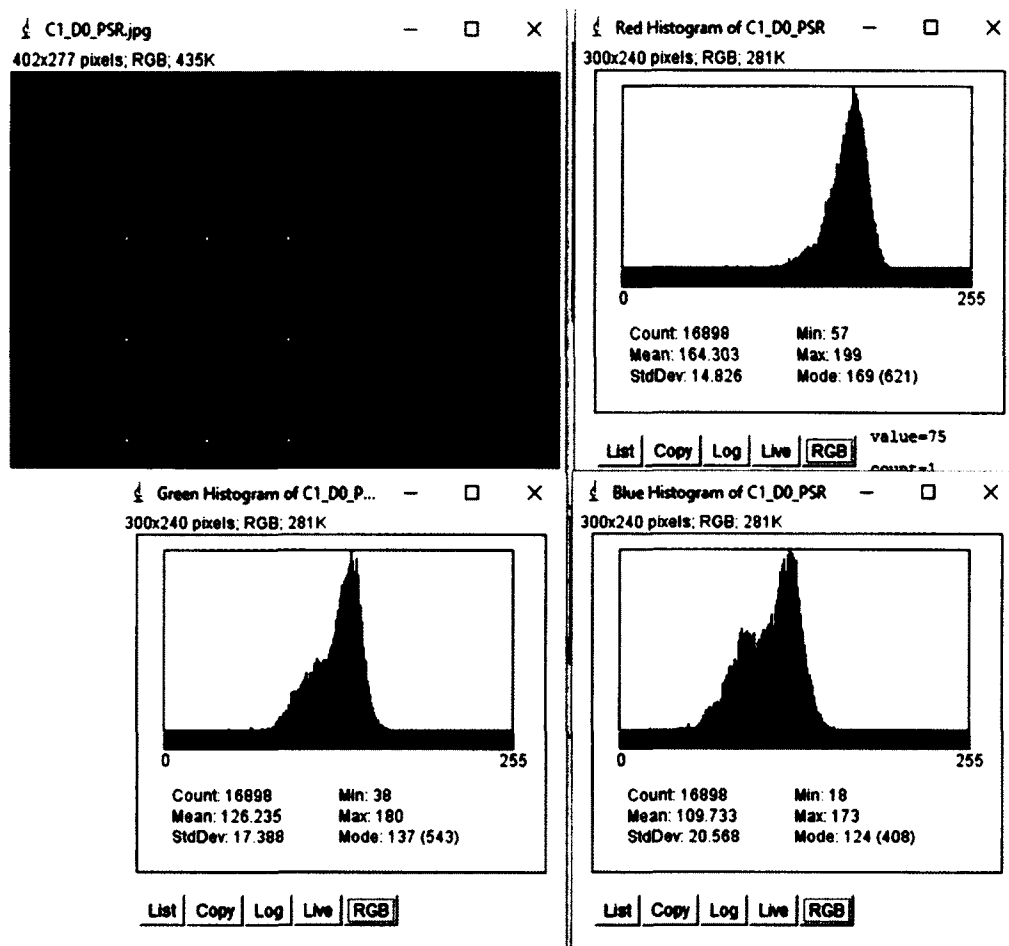 C1_D0_PSR.jpg
402x277 pixels; RGB; 435K
Red Histogram of C1_D0_PSR
300x240 pixels; RGB; 281K
0 255
Count: 16898 Min: 57
Mean: 164.303 Max: 199
StdDev: 14.826 Mode: 169 (621)
List Copy Log Live RGB
value=75
count=1
Green Histogram of C1_D0_P...
300x240 pixels; RGB; 281K
0 255
Count: 16898 Min: 38
Mean: 126.235 Max: 180
StdDev: 17.388 Mode: 137 (543)
List Copy Log Live RGB
Blue Histogram of C1_D0_PSR
300x240 pixels; RGB; 281K
0 255
Count: 16898 Min: 18
Mean: 109.733 Max: 173
StdDev: 20.568 Mode: 124 (408)
List Copy Log Live RGB